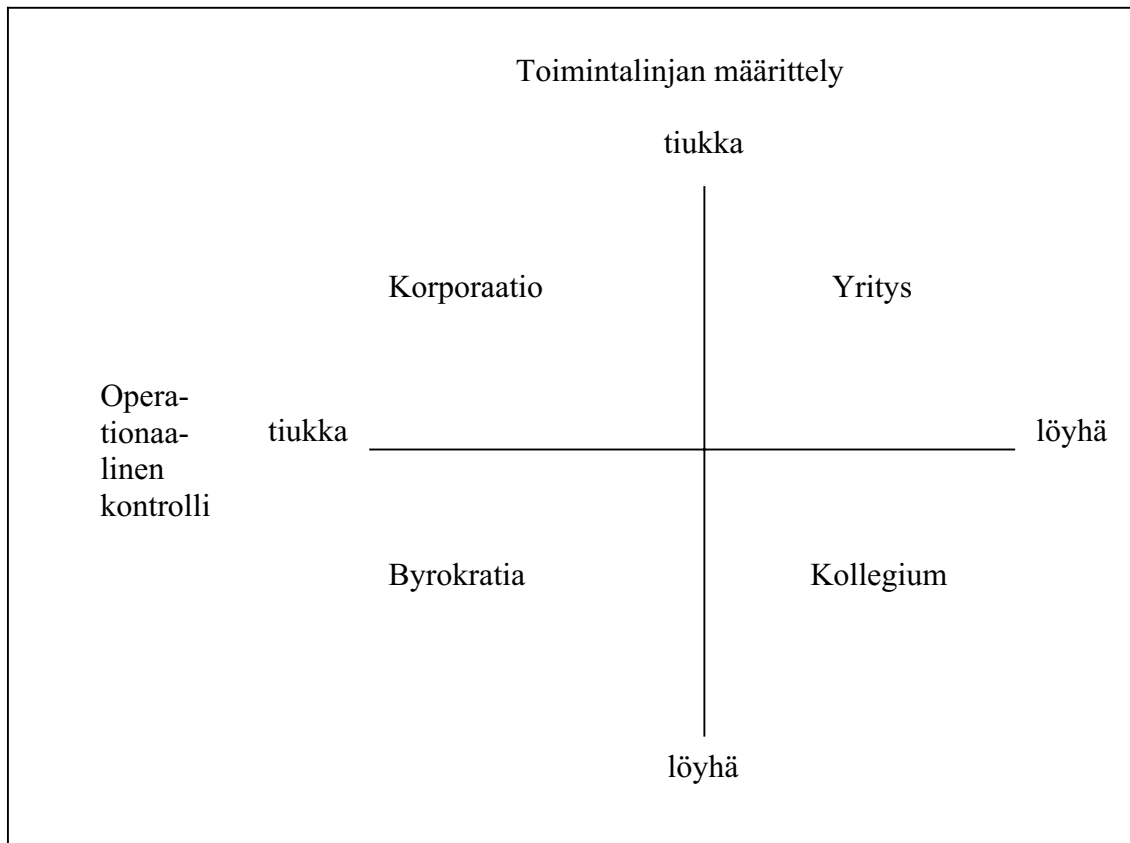 Toimintalinjan määrittely
tiukka
Korporaatio
Yritys
Opera-
tionaa-
linen
kontrolli
tiukka
löyhä
Byrokratia
Kollegium
löyhä